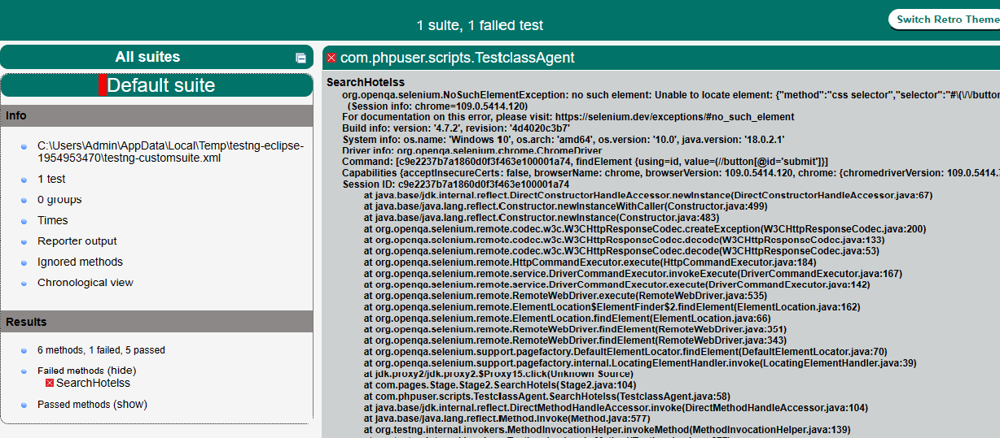 1 suite, 1 failed test
Switch Retro Theme
All suites
Default suite
Info
C:\Users\Admin\AppData\Local\Temp\testng-eclipse-
1954953470\testng-customsuite.xml
1 test
0 groups
Times
Reporter output
Ignored methods
Chronological view
Results
6 methods, 1 failed, 5 passed
Failed methods (hide)
SearchHotelss
Passed methods (show)
com.phpuser.scripts.TestclassAgent
SearchHotelss
org.openqa.selenium.NoSuchElementException: no such element: Unable to locate element: {"method":"css selector","selector":"#\(\/\/button
(Session info: chrome=109.0.5414.120)
For documentation on this error, please visit: https://selenium.dev/exceptions/#no_such_element
Build info: version: '4.7.2', revision: '4d4020c3b7'
System info: os.name: 'Windows 10', os.arch: 'amd64', os.version: '10.0', java.version: '18.0.2.1'
Driver info: org.openqa.selenium.chrome.ChromeDriver
Command: [c9e2237b7a1860d0f3f463e100001a74, findElement {using=id, value=(//button[@id='submit']}]
Capabilities {acceptInsecureCerts: false, browserName: chrome, browserVersion: 109.0.5414.120, chrome: {chromedriverVersion: 109.0.5414.7
Session ID: c9e2237b7a1860d0f3f463e100001a74
at java.base/jdk.internal.reflect.DirectConstructorHandleAccessor.newInstance(DirectConstructorHandleAccessor.java:67)
at java.base/java.lang.reflect.Constructor.newInstanceWithCaller(Constructor.java:499)
at java.base/java.lang.reflect.Constructor.newInstance(Constructor.java:483)
at org.openqa.selenium.remote.codec.w3c.W3CHttpResponseCodec.createException(W3CHttpResponseCodec.java:200)
at org.openqa.selenium.remote.codec.w3c.W3CHttpResponseCodec.decode(W3CHttpResponseCodec.java:133)
at org.openqa.selenium.remote.codec.w3c.W3CHttpResponseCodec.decode(W3CHttpResponseCodec.java:53)
at org.openqa.selenium.remote.HttpCommandExecutor.execute(HttpCommandExecutor.java:184)
at org.openqa.selenium.remote.service.DriverCommandExecutor.invokeExecute(DriverCommandExecutor.java:167)
at org.openqa.selenium.remote.service.DriverCommandExecutor.execute(DriverCommandExecutor.java:142)
at org.openqa.selenium.remote.RemoteWebDriver.execute(RemoteWebDriver.java:535)
at org.openqa.selenium.remote.ElementLocation$ElementFinder$2.findElement(ElementLocation.java:162)
at org.openqa.selenium.remote.ElementLocation.findElement(ElementLocation.java:66)
at org.openqa.selenium.remote.RemoteWebDriver.findElement(RemoteWebDriver.java:351)
at org.openqa.selenium.remote.RemoteWebDriver.findElement(RemoteWebDriver.java:343)
at org.openqa.selenium.support.pagefactory.DefaultElementLocator.findElement(DefaultElementLocator.java:70)
at org.openqa.selenium.support.pagefactory.internal.LocatingElementHandler.invoke(LocatingElementHandler.java:39)
at jdk.proxy2/jdk.proxy2.$Proxy15.click(Unknown Source)
at com.pages.Stage.Stage2.SearchHotels(Stage2.java:104)
at com.phpuser.scripts.TestclassAgent.SearchHotelss(TestclassAgent.java:58)
at java.base/jdk.internal.reflect.DirectMethodHandleAccessor.invoke(DirectMethodHandleAccessor.java:104)
at java.base/java.lang.reflect.Method.invoke(Method.java:577)
at org.testng.internal.invokers.MethodInvocationHelper.invokeMethod(MethodInvocationHelper.java:139)